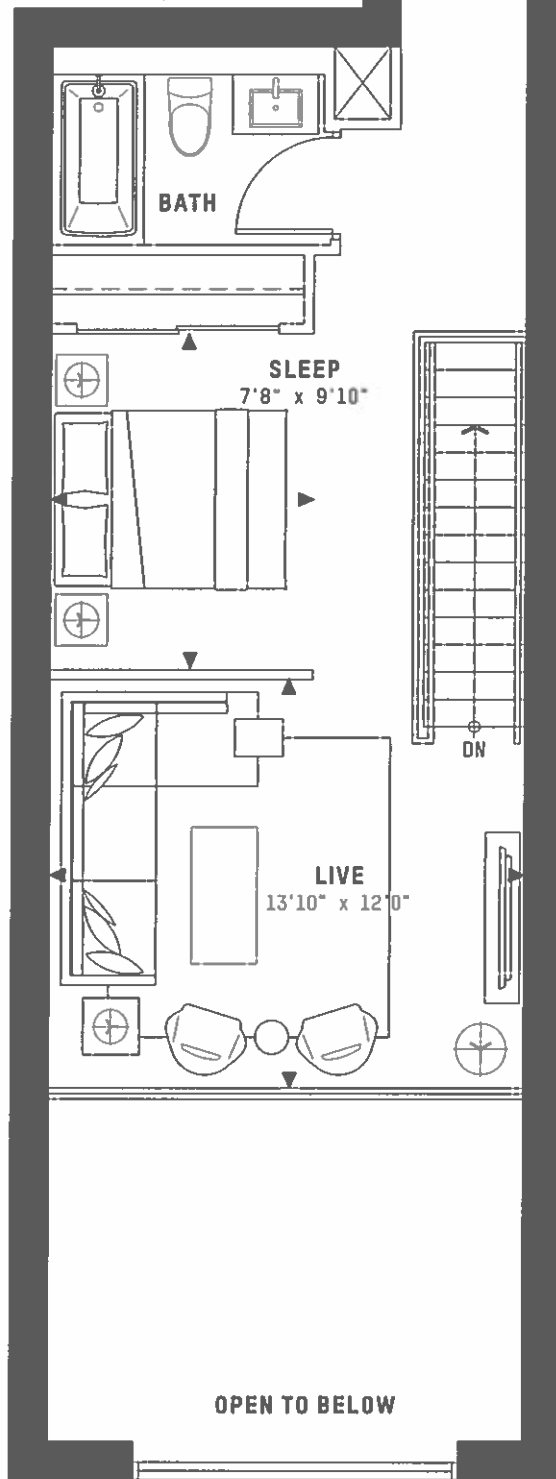 BATH
SLEEP
7'8" x 9'10"
DN
LIVE
13'10" x 12'0"
OPEN TO BELOW